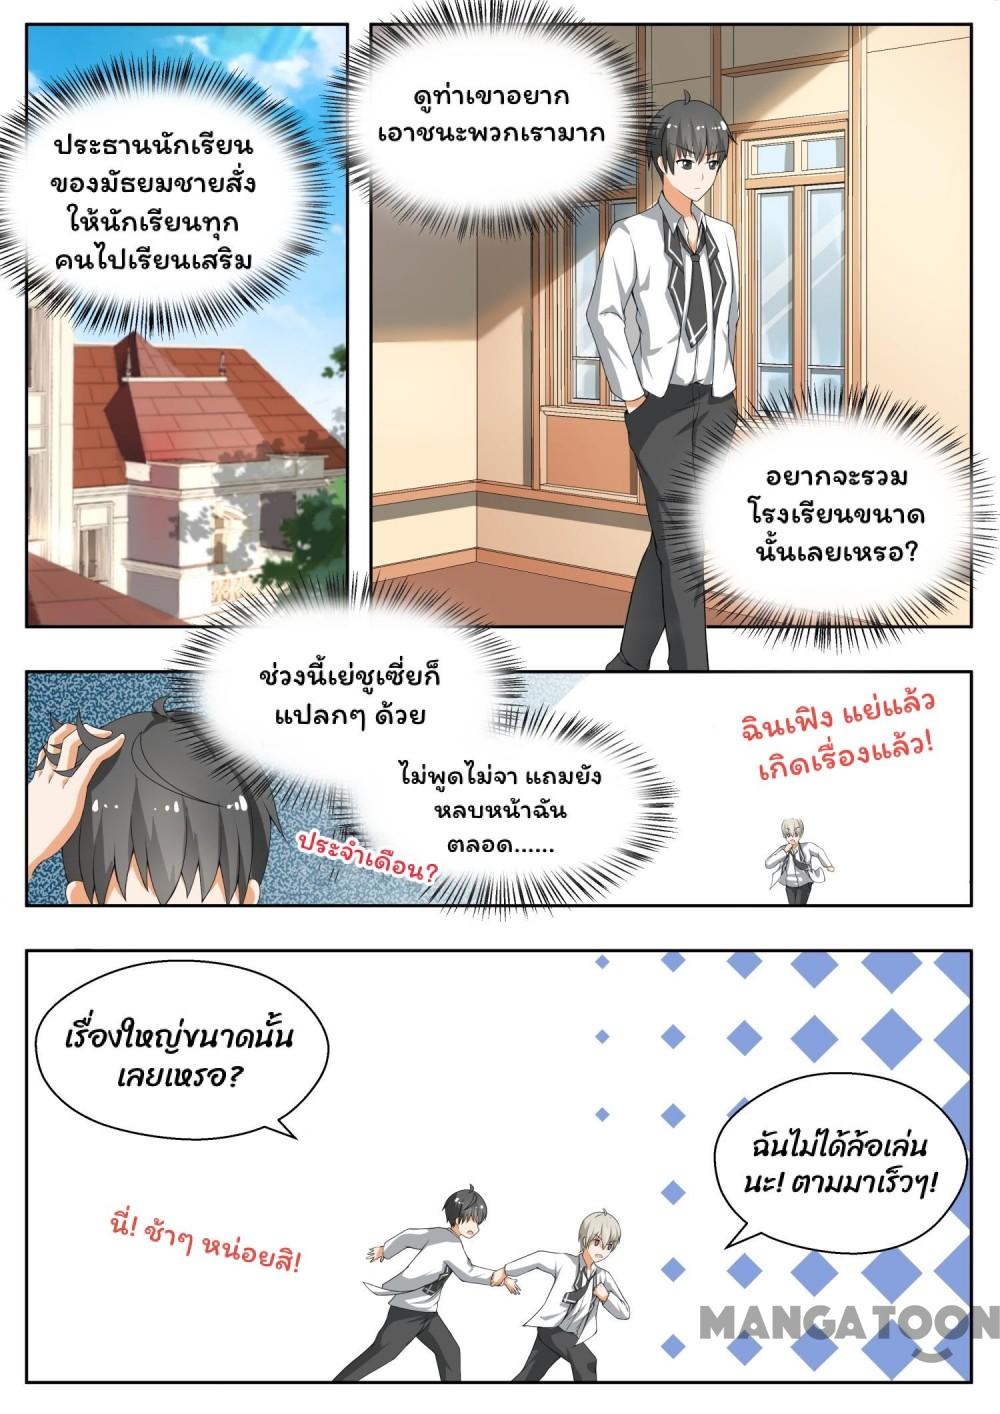 ประธานนักเรียน
ของมัธยมชายสั่ง
ให้นักเรียนทุก
คนไปเรียนเสริม
ดูท่าเขาอยาก
เอาชนะพวกเรามาก
อยากจะรวม
โรงเรียนขนาด
นั้นเลยเหรอ?
ช่วงนี้เย่ชูเซี่ยก็
แปลกๆ ด้วย
ไม่พูดไม่จา แถมยัง
หลบหน้าฉัน
ตลอด......
ประจำเดือน?
ฉินเฟิง แย่แล้ว
เกิดเรื่องแล้ว!
เรื่องใหญ่ขนาดนั้น
เลยเหรอ?
ฉันไม่ได้ล้อเล่น
นะ! ตามมาเร็วๆ!
นี่! ช้าๆ หน่อยสิ!
MANGATOON